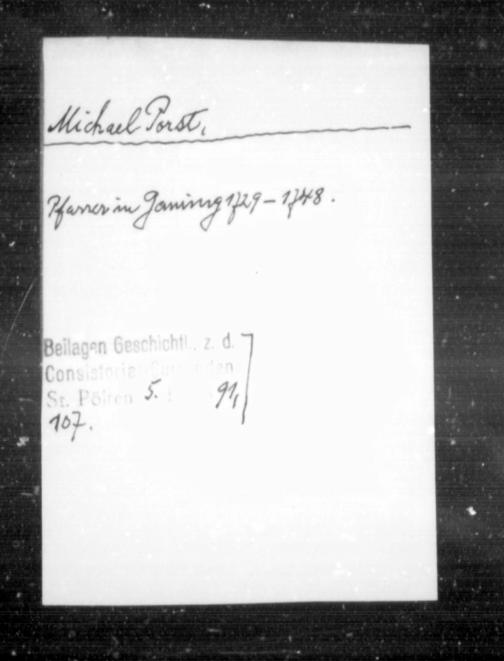 Michael Porst,
Pfarrer in Gaming 1729 – 1748.
Beilagen Geschichtl., z. d.
Consistorial
St. Pölten 5. 91,
107.